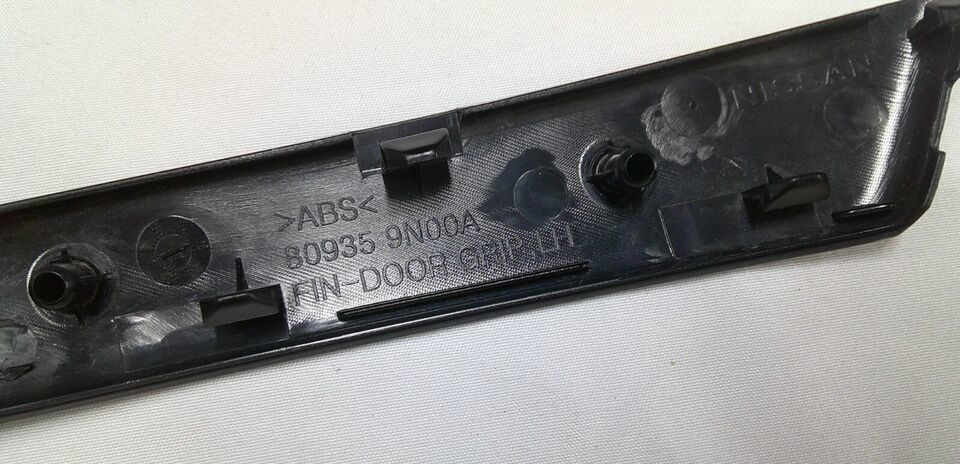 NISSAN
>ABS<
80935 9N00A
FIN-DOOR GRIP LH